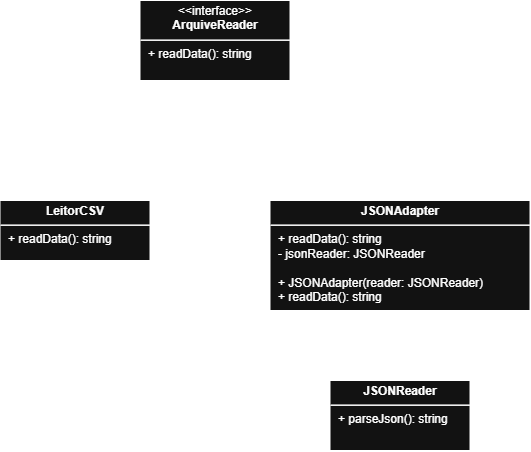 <<interface>>
ArquiveReader
+ readData(): string
LeitorCSV
+ readData(): string
JSONAdapter
+ readData(): string
- jsonReader: JSONReader
+ JSONAdapter(reader: JSONReader)
+ readData(): string
JSONReader
+ parseJson(): string